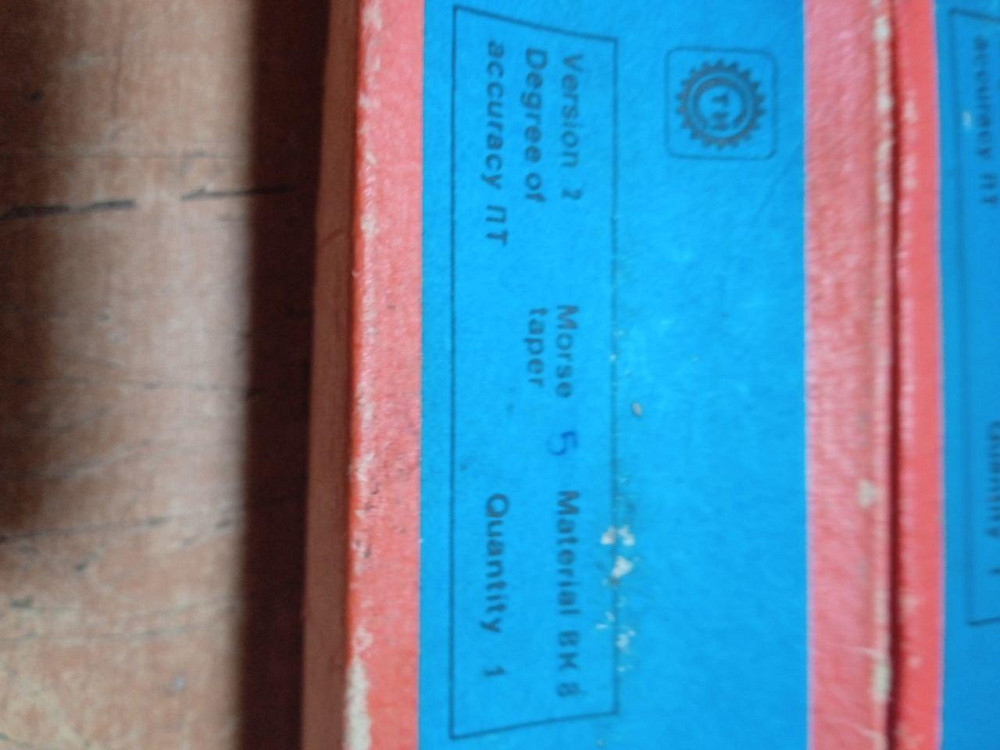 Version 2 Morse 5 Material ВК 8
Degree of taper
accuracy ПТ Quantity 1
accuracy ПТ